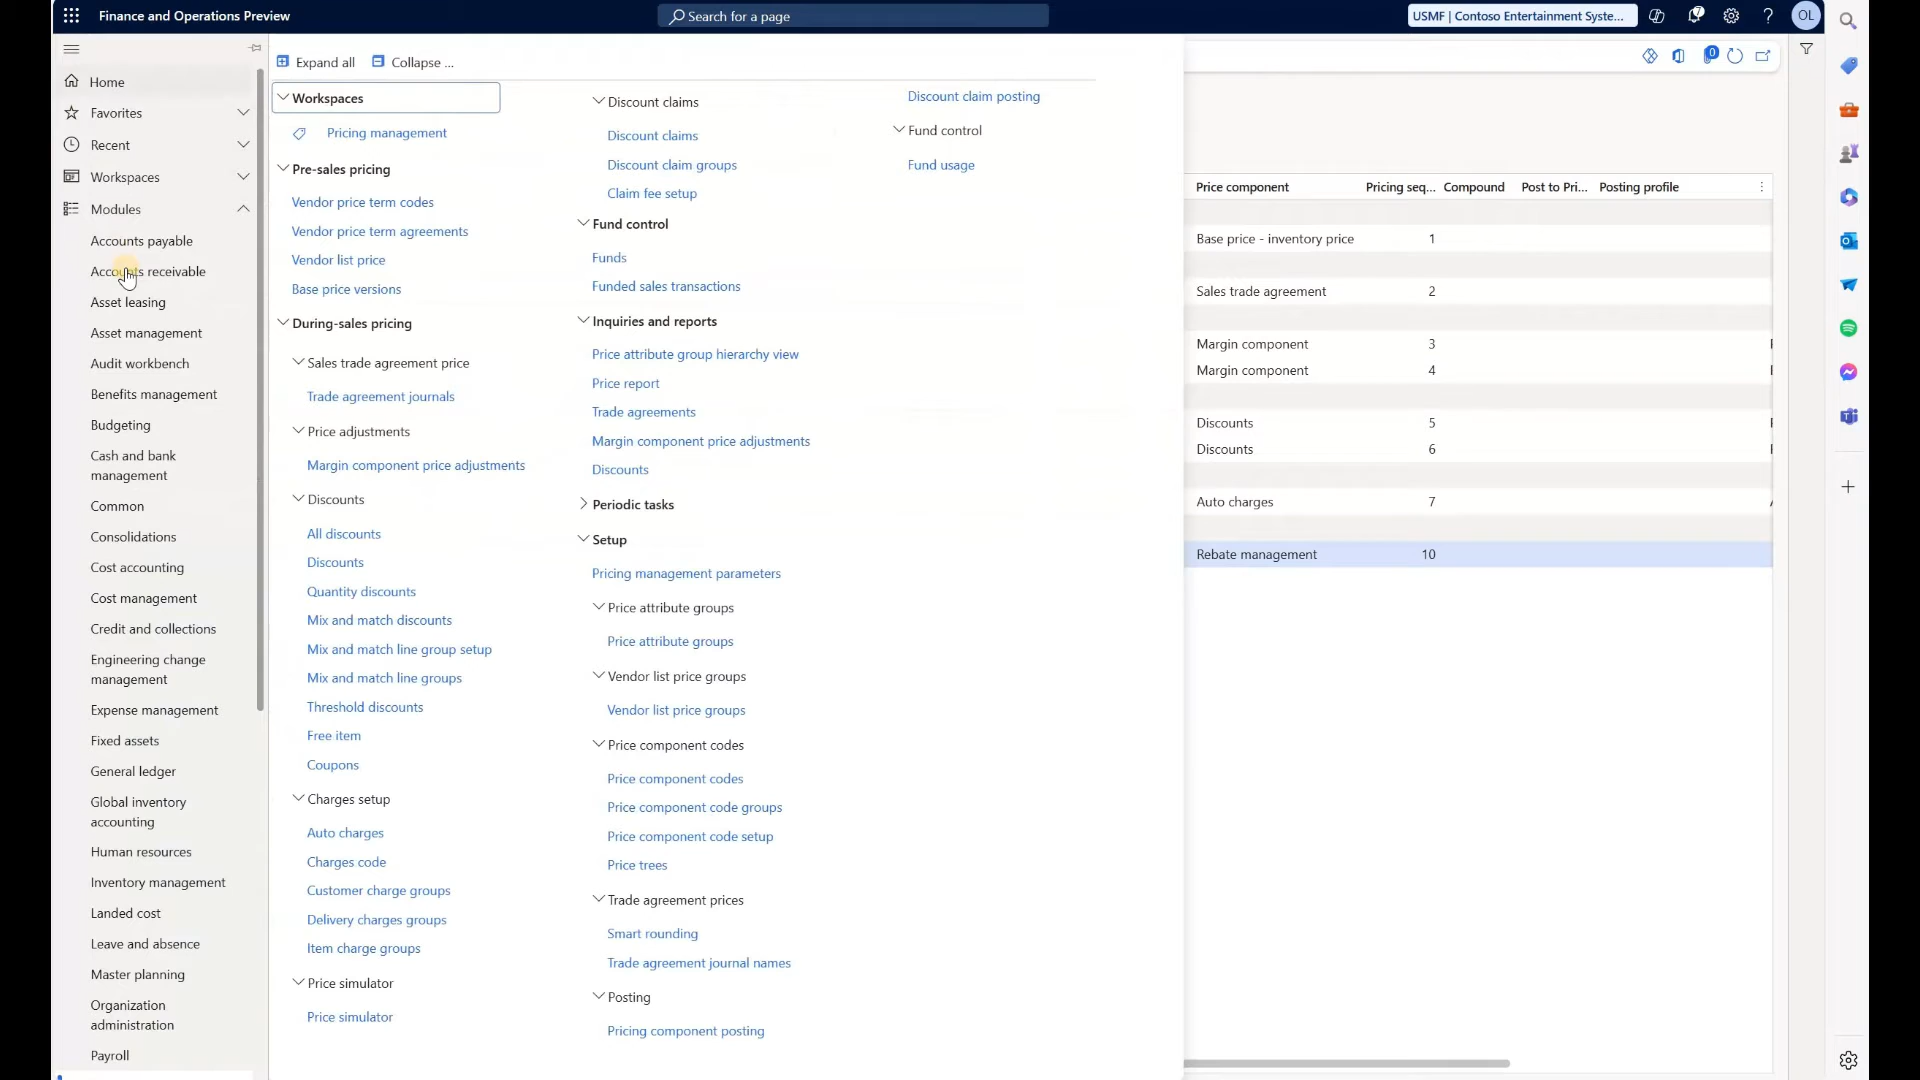 Finance and Operations Preview
Search for a page
USMF | Contoso Entertainment Syste...
7
OL
Home
Favorites
Recent
Workspaces
Modules
Accounts payable
Accounts receivable
Asset leasing
Asset management
Audit workbench
Benefits management
Budgeting
Cash and bank
management
Common
Consolidations
Cost accounting
Cost management
Credit and collections
Engineering change
management
Expense management
Fixed assets
General ledger
Global inventory
accounting
Human resources
Inventory management
Landed cost
Leave and absence
Master planning
Organization
administration
Payroll
Expand all
Collapse ...
Workspaces
Pricing management
Pre-sales pricing
Vendor price term codes
Vendor price term agreements
Vendor list price
Base price versions
During-sales pricing
Sales trade agreement price
Trade agreement journals
Price adjustments
Margin component price adjustments
Discounts
All discounts
Discounts
Quantity discounts
Mix and match discounts
Mix and match line group setup
Mix and match line groups
Threshold discounts
Free item
Coupons
Charges setup
Auto charges
Charges code
Customer charge groups
Delivery charges groups
Item charge groups
Price simulator
Price simulator
Discount claims
Discount claims
Discount claim groups
Claim fee setup
Fund control
Funds
Funded sales transactions
Inquiries and reports
Price attribute group hierarchy view
Price report
Trade agreements
Margin component price adjustments
Discounts
Periodic tasks
Setup
Pricing management parameters
Price attribute groups
Price attribute groups
Vendor list price groups
Vendor list price groups
Price component codes
Price component codes
Price component code groups
Price component code setup
Price trees
Trade agreement prices
Smart rounding
Trade agreement journal names
Posting
Pricing component posting
Discount claim posting
Fund control
Fund usage
0
Price component Pricing seq... Compound Post to Pri... Posting profile
Base price - inventory price 1
Sales trade agreement 2
Margin component 3
Margin component 4
Discounts 5
Discounts 6
Auto charges 7
Rebate management 10